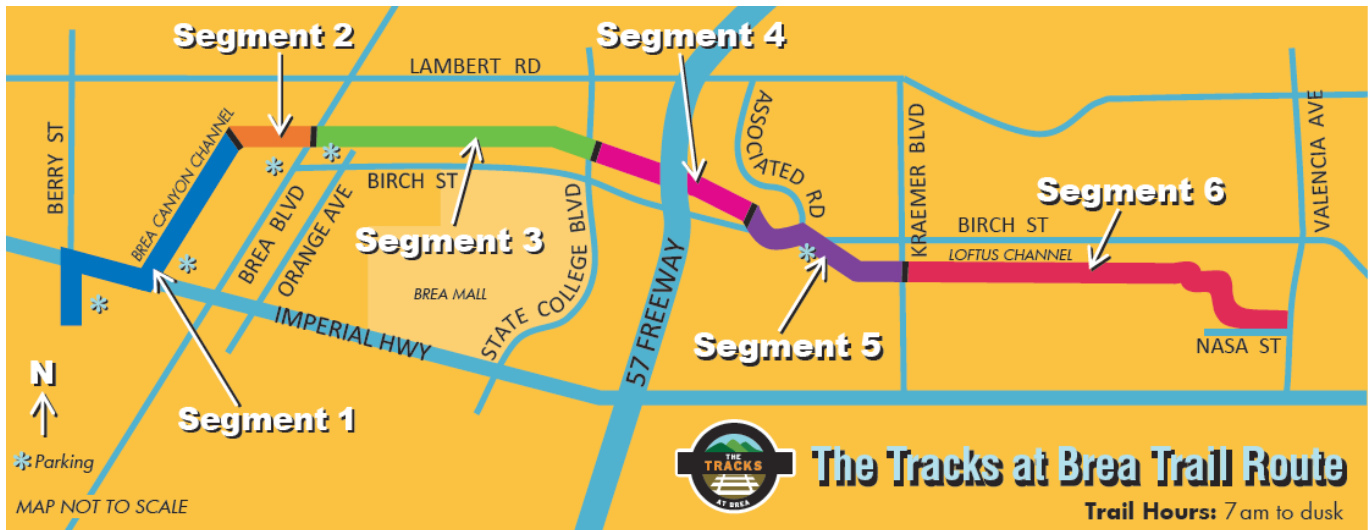 Segment 2
Segment 4
LAMBERT RD
BERRY ST
BREA CANYON CHANNEL
ASSOCIATED RD
KRAEMER BLVD
VALENCIA AVE
BIRCH ST
Segment 6
BREA BLVD
ORANGE AVE
Segment 3
STATE COLLEGE BLVD
BIRCH ST
LOFTUS CHANNEL
BREA MALL
57 FREEWAY
IMPERIAL HWY
Segment 5
NASA ST
N
Segment 1
* Parking
MAP NOT TO SCALE
THE
TRACKS
AT BREA
The Tracks at Brea Trail Route
Trail Hours: 7 am to dusk